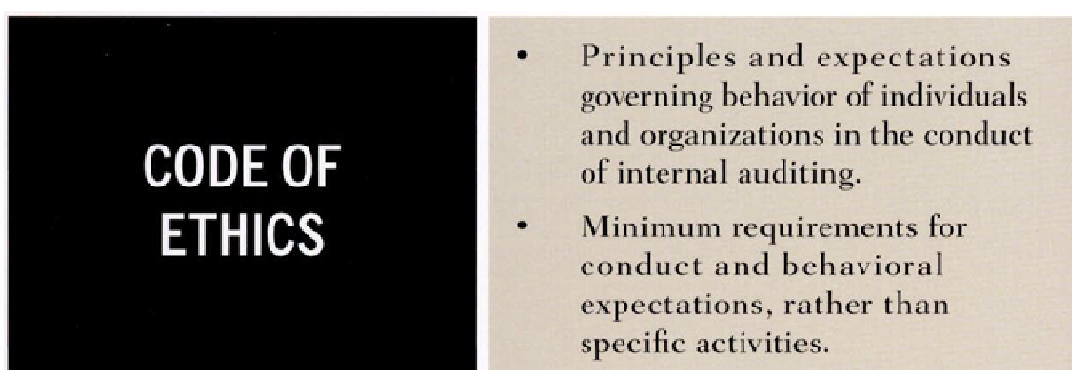 CODE OF
ETHICS
• Principles and expectations
governing behavior of individuals
and organizations in the conduct
of internal auditing.
• Minimum requirements for
conduct and behavioral
expectations, rather than
specific activities.